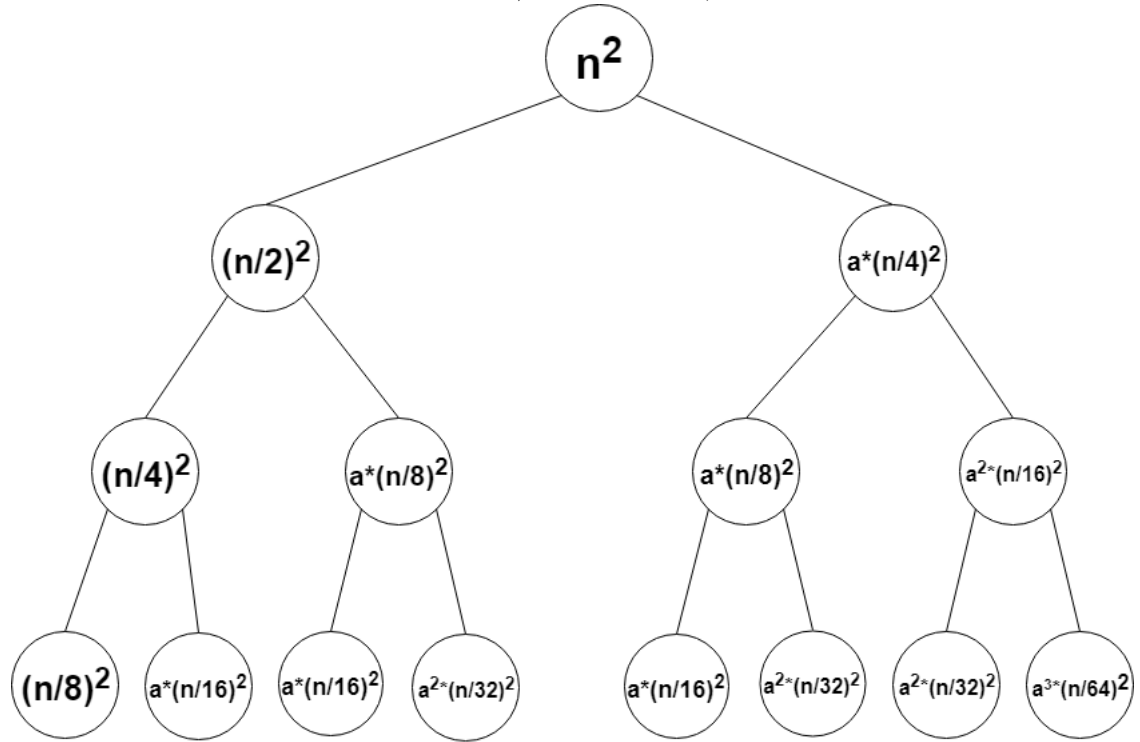 n²
(n/2)²
a*(n/4)²
(n/4)²
a*(n/8)²
a*(n/8)²
a²*(n/16)²
(n/8)²
a*(n/16)²
a*(n/16)²
a²*(n/32)²
a*(n/16)²
a²*(n/32)²
a²*(n/32)²
a³*(n/64)²